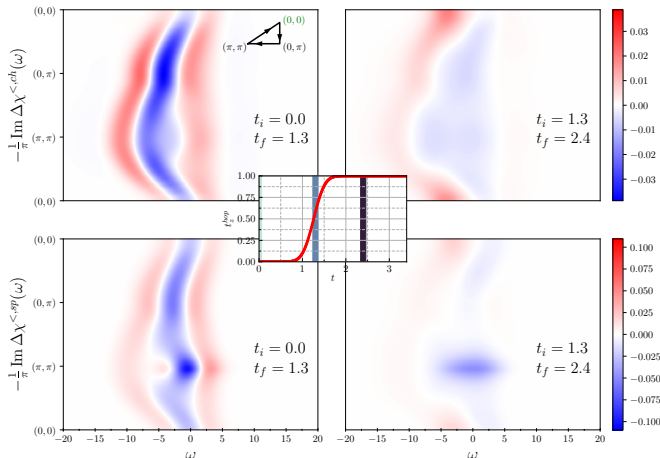 (0, 0)
(0, π)
(π, π)
(0, 0)
−1/π Im Δχ^{<,ch}(ω)
(0, 0)
(π, π)
(0, π)
t_i = 0.0
t_f = 1.3
t_i = 1.3
t_f = 2.4
0.03
0.02
0.01
0.00
−0.01
−0.02
−0.03
1.00
0.75
0.50
0.25
0.00
t_z^{hop}
0
1
2
3
t
(0, 0)
(0, π)
(π, π)
(0, 0)
−1/π Im Δχ^{<,sp}(ω)
t_i = 0.0
t_f = 1.3
t_i = 1.3
t_f = 2.4
0.100
0.075
0.050
0.025
0.000
−0.025
−0.050
−0.075
−0.100
−20 −15 −10 −5 0 5 10 15 20
ω
−20 −15 −10 −5 0 5 10 15 20
ω